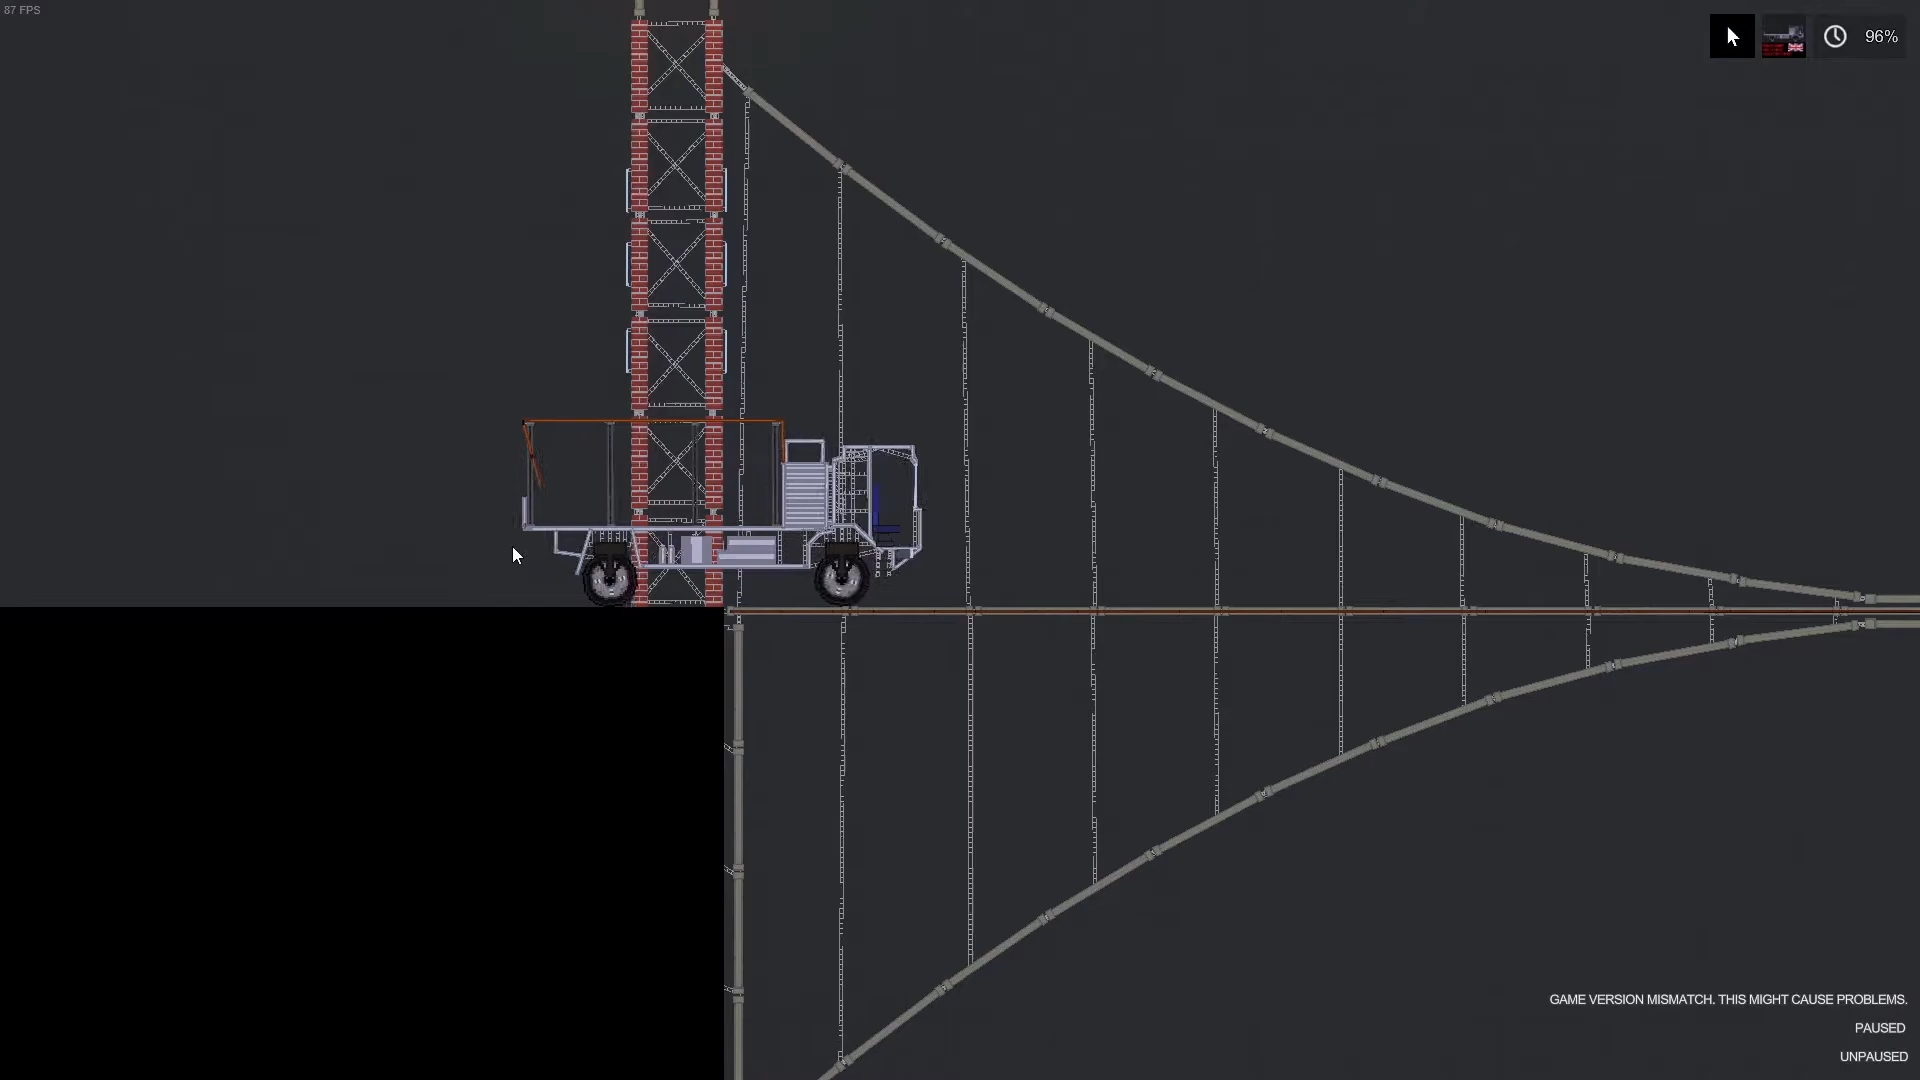 87 FPS
96%
GAME VERSION MISMATCH. THIS MIGHT CAUSE PROBLEMS.
PAUSED
UNPAUSED